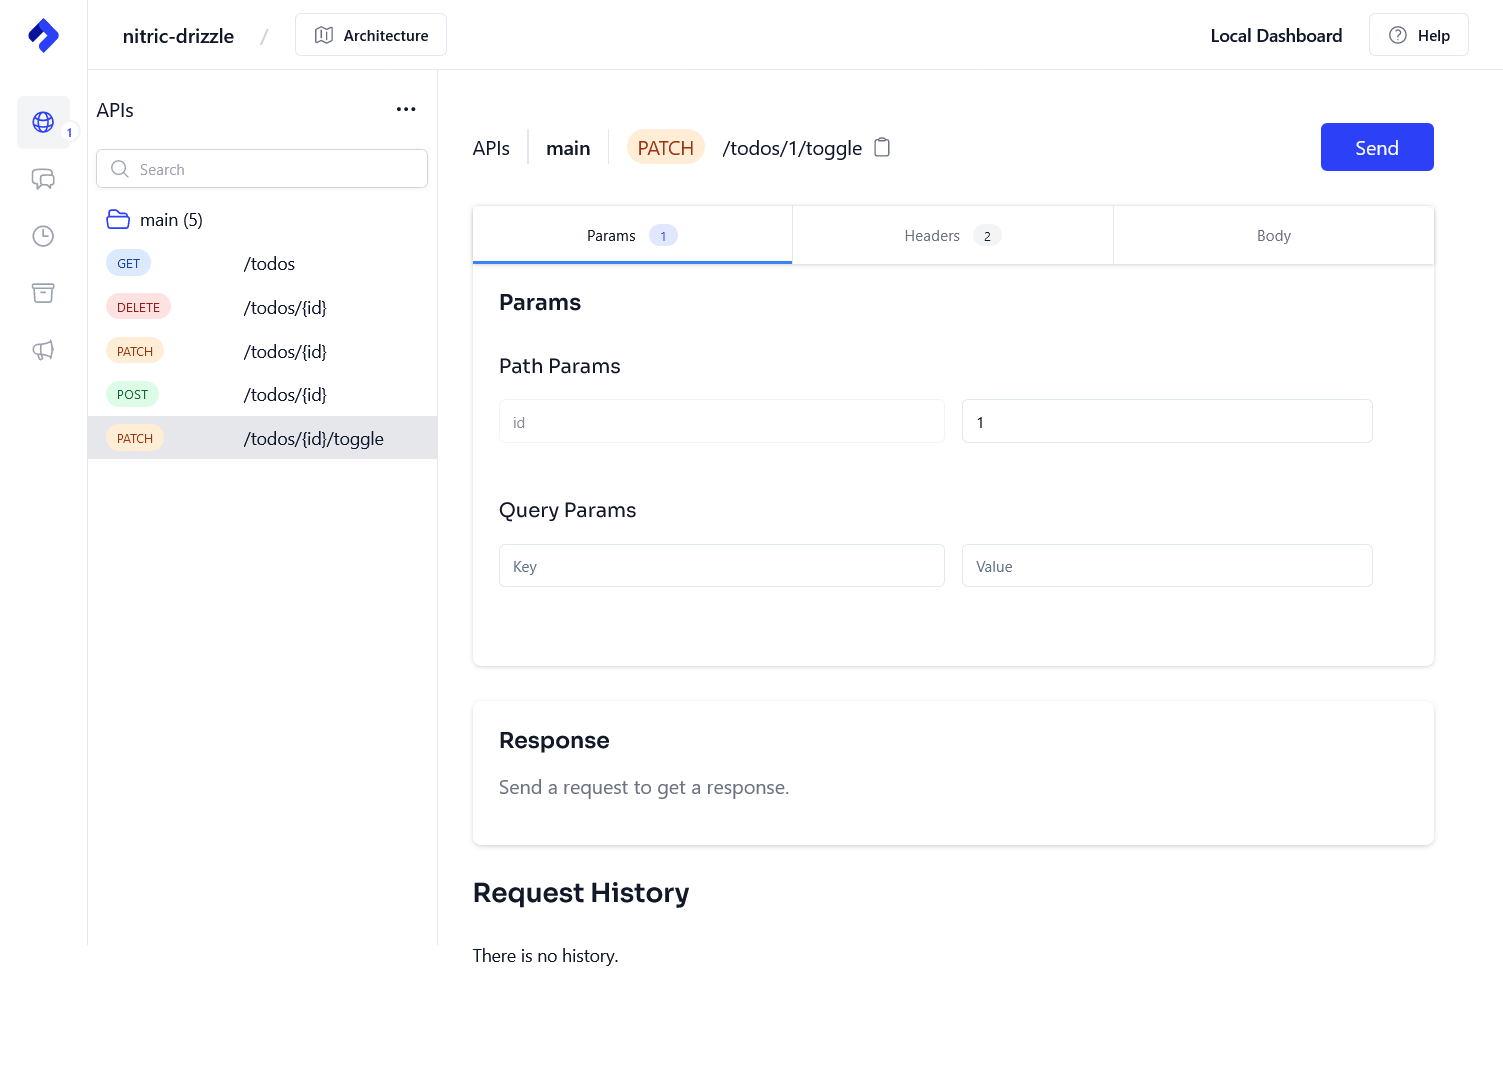 nitric-drizzle / Architecture Local Dashboard Help
1
APIs
Search
main (5)
GET /todos
DELETE /todos/{id}
PATCH /todos/{id}
POST /todos/{id}
PATCH /todos/{id}/toggle
APIs main PATCH /todos/1/toggle Send
Params 1 Headers 2 Body
Params
Path Params
id 1
Query Params
Key Value
Response
Send a request to get a response.
Request History
There is no history.